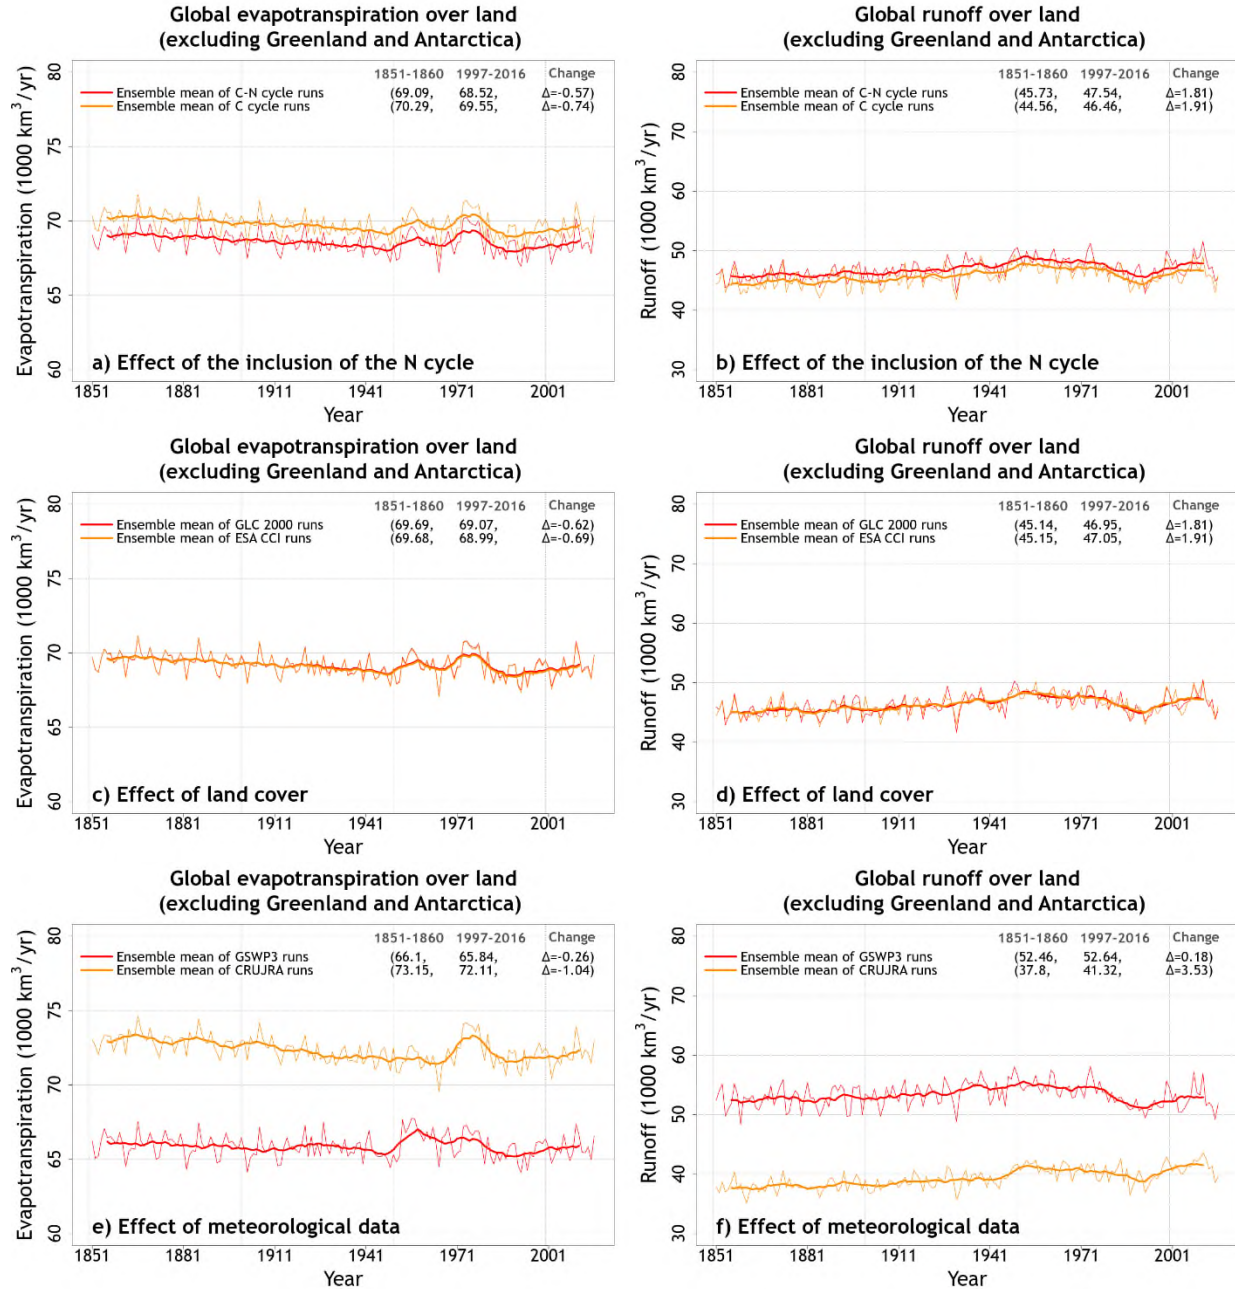 Global evapotranspiration over land
(excluding Greenland and Antarctica)
Evapotranspiration (1000 km³/yr)
80
75
70
65
60
1851-1860 1997-2016 Change
Ensemble mean of C-N cycle runs (69.09, 68.52, Δ=-0.57)
Ensemble mean of C cycle runs (70.29, 69.55, Δ=-0.74)
a) Effect of the inclusion of the N cycle
1851 1881 1911 1941 1971 2001
Year
Global runoff over land
(excluding Greenland and Antarctica)
Runoff (1000 km³/yr)
80
70
60
50
40
30
1851-1860 1997-2016 Change
Ensemble mean of C-N cycle runs (45.73, 47.54, Δ=1.81)
Ensemble mean of C cycle runs (44.56, 46.46, Δ=1.91)
b) Effect of the inclusion of the N cycle
1851 1881 1911 1941 1971 2001
Year
Global evapotranspiration over land
(excluding Greenland and Antarctica)
Evapotranspiration (1000 km³/yr)
80
75
70
65
60
1851-1860 1997-2016 Change
Ensemble mean of GLC 2000 runs (69.69, 69.07, Δ=-0.62)
Ensemble mean of ESA CCI runs (69.68, 68.99, Δ=-0.69)
c) Effect of land cover
1851 1881 1911 1941 1971 2001
Year
Global runoff over land
(excluding Greenland and Antarctica)
Runoff (1000 km³/yr)
80
70
60
50
40
30
1851-1860 1997-2016 Change
Ensemble mean of GLC 2000 runs (45.14, 46.95, Δ=1.81)
Ensemble mean of ESA CCI runs (45.15, 47.05, Δ=1.91)
d) Effect of land cover
1851 1881 1911 1941 1971 2001
Year
Global evapotranspiration over land
(excluding Greenland and Antarctica)
Evapotranspiration (1000 km³/yr)
80
75
71
65
60
1851-1860 1997-2016 Change
Ensemble mean of GSWP3 runs (66.1, 65.84, Δ=-0.26)
Ensemble mean of CRUJRA runs (73.15, 72.11, Δ=-1.04)
e) Effect of meteorological data
1851 1881 1911 1941 1971 2001
Year
Global runoff over land
(excluding Greenland and Antarctica)
Runoff (1000 km³/yr)
80
70
60
50
40
30
1851-1860 1997-2016 Change
Ensemble mean of GSWP3 runs (52.46, 52.64, Δ=0.18)
Ensemble mean of CRUJRA runs (37.8, 41.32, Δ=3.53)
f) Effect of meteorological data
1851 1881 1911 1941 1971 2001
Year